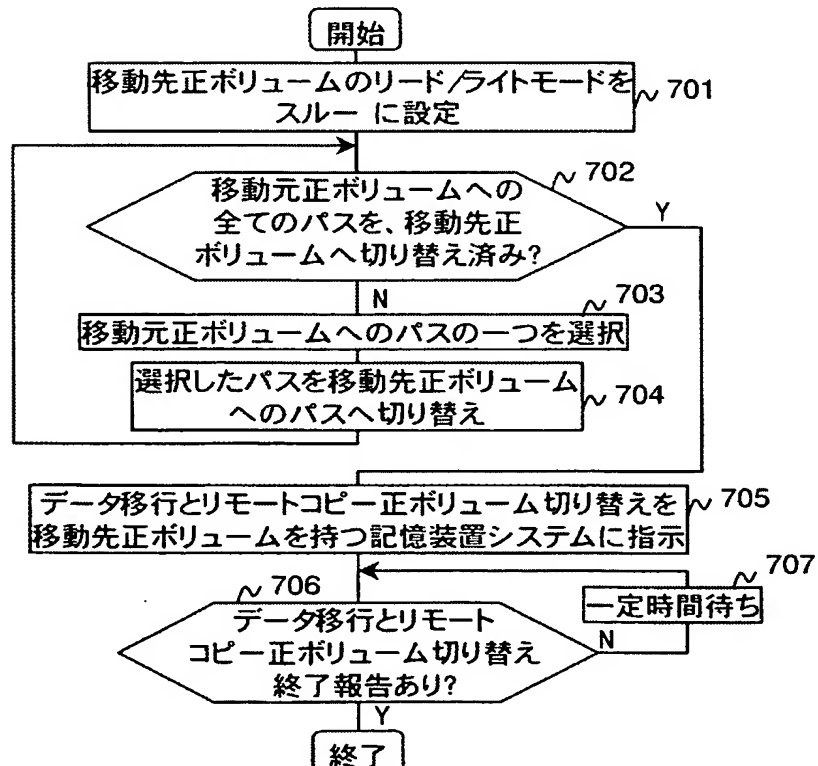 開始
移動先正ボリュームのリード/ライトモードを
スルー に設定
701
702
移動元正ボリュームへの
全てのパスを、移動先正
ボリュームへ切り替え済み?
Y
N
703
移動元正ボリュームへのパスの一つを選択
選択したパスを移動先正ボリューム
へのパスへ切り替え
704
データ移行とリモートコピー正ボリューム切り替えを
移動先正ボリュームを持つ記憶装置システムに指示
705
706
707
一定時間待ち
データ移行とリモート
コピー正ボリューム切り替え
終了報告あり?
N
Y
終了